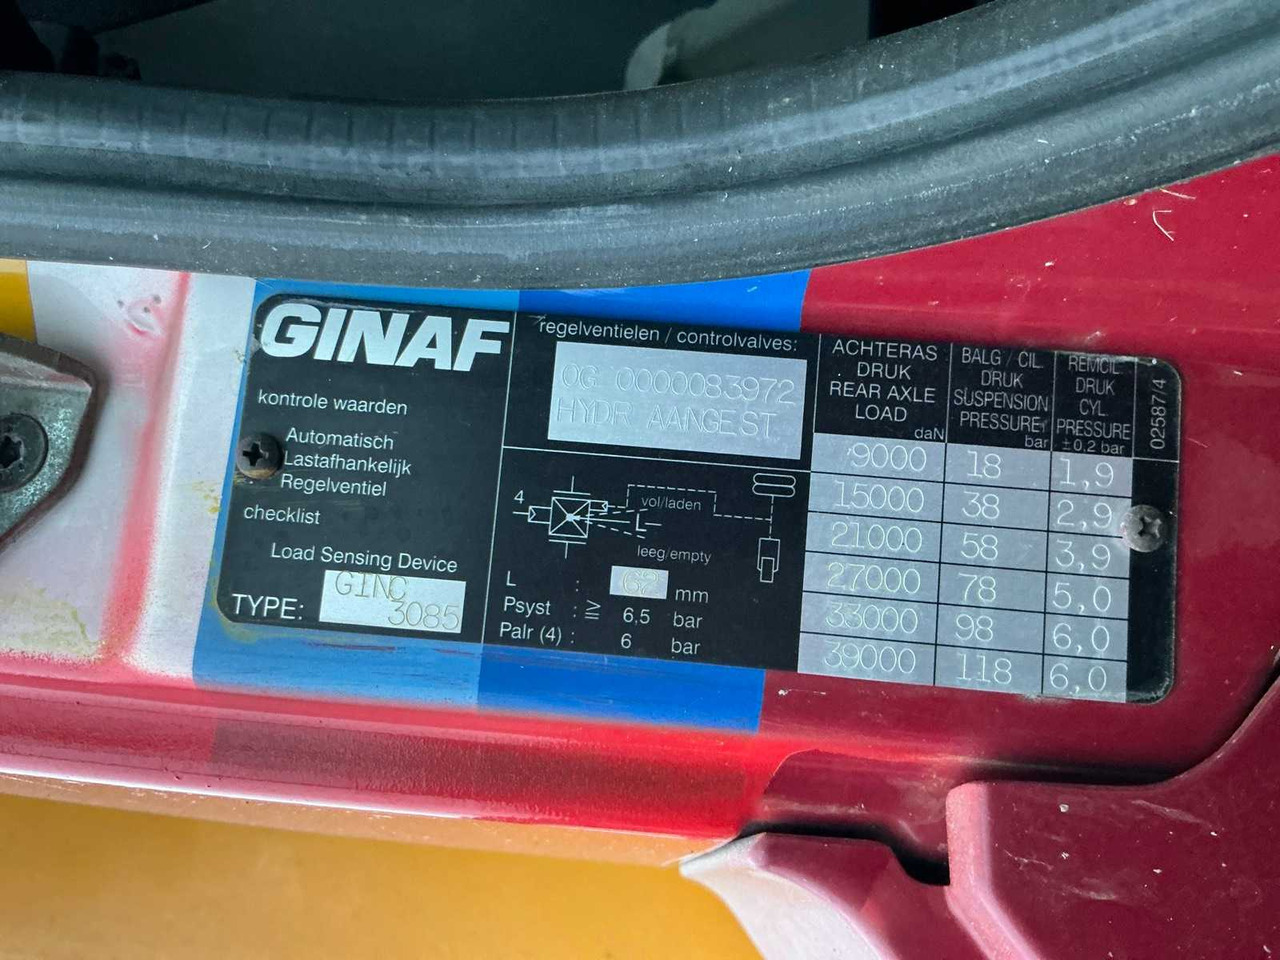 GINAF
kontrole waarden
Automatisch
Lastafhankelijk
Regelventiel
checklist
Load Sensing Device
TYPE: GINC
3085
regelventielen / controlvalves:
0G 0000083972
HYDR AANGEST
4
vol/laden
L
leeg/empty
L : 62 mm
Psyst : ≧ 6,5 bar
Palr (4) : 6 bar
ACHTERAS
DRUK
REAR AXLE
LOAD
daN
BALG / CIL.
DRUK
SUSPENSION
PRESSURE
bar
REMCIL.
DRUK
CYL.
PRESSURE
± 0,2 bar
02587/4
9000 18 1,9
15000 38 2,9
21000 58 3,9
27000 78 5,0
33000 98 6,0
39000 118 6,0